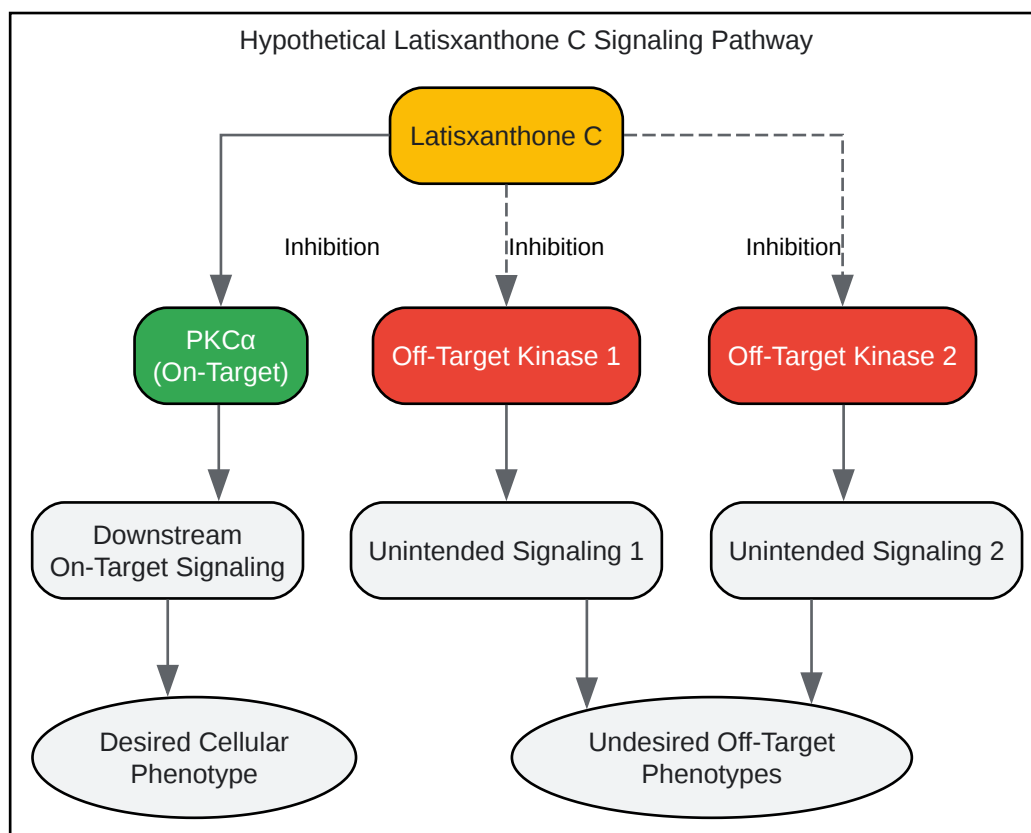 Hypothetical Latisxanthone C Signaling Pathway
Latisxanthone C
Inhibition
Inhibition
Inhibition
PKCα
(On-Target)
Off-Target Kinase 1
Off-Target Kinase 2
Downstream
On-Target Signaling
Unintended Signaling 1
Unintended Signaling 2
Desired Cellular
Phenotype
Undesired Off-Target
Phenotypes